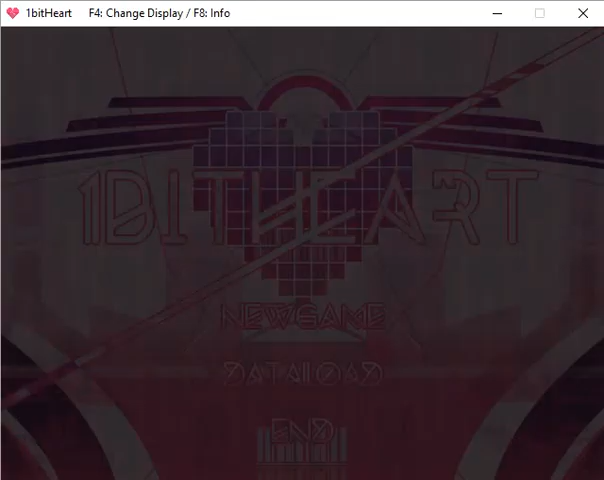 1bitHeart F4: Change Display / F8: Info
1BITHEART
NEWGAME
DATALOAD
END